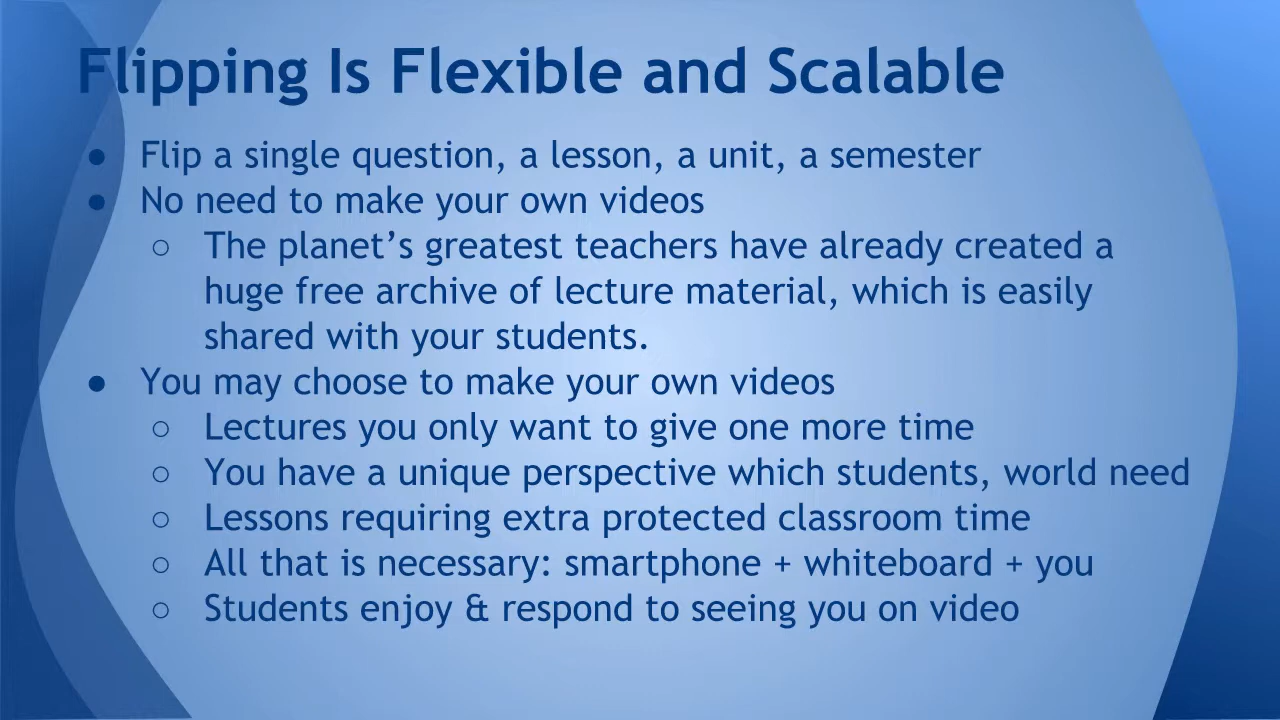 Flipping Is Flexible and Scalable
● Flip a single question, a lesson, a unit, a semester
● No need to make your own videos
○ The planet’s greatest teachers have already created a
huge free archive of lecture material, which is easily
shared with your students.
● You may choose to make your own videos
○ Lectures you only want to give one more time
○ You have a unique perspective which students, world need
○ Lessons requiring extra protected classroom time
○ All that is necessary: smartphone + whiteboard + you
○ Students enjoy & respond to seeing you on video